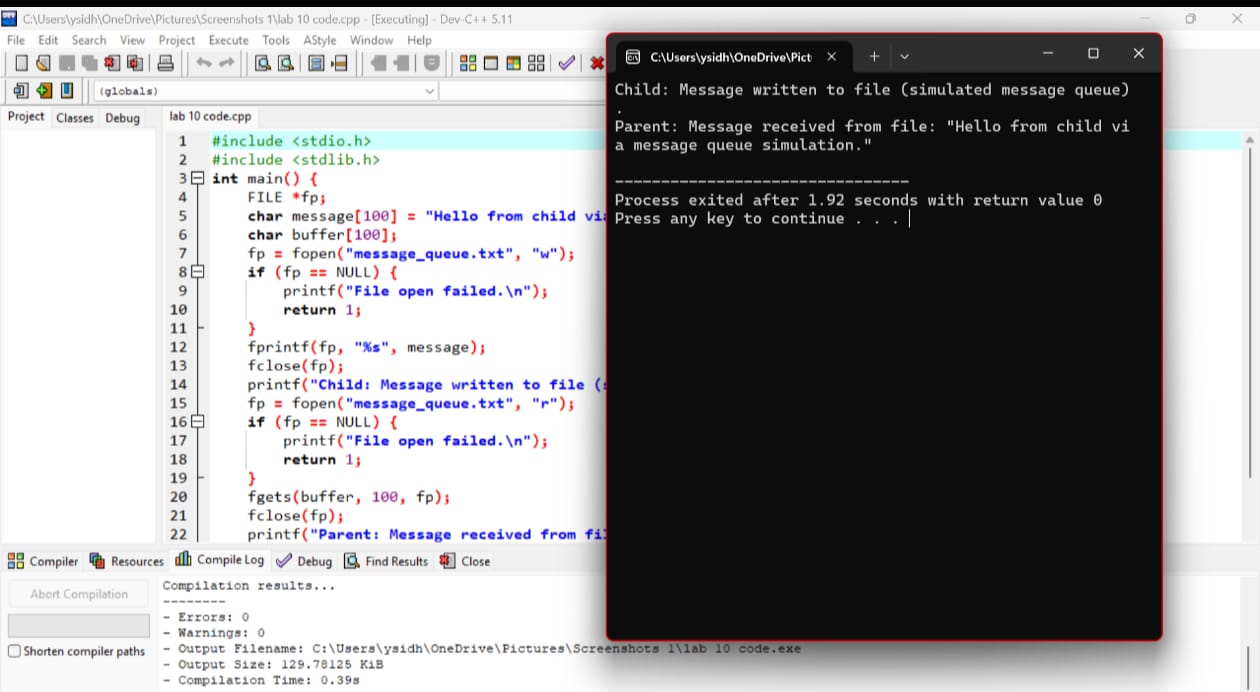 C:\Users\ysidh\OneDrive\Pictures\Screenshots 1\lab 10 code.cpp - [Executing] - Dev-C++ 5.11
File Edit Search View Project Execute Tools AStyle Window Help
(globals)
Project Classes Debug
lab 10 code.cpp
1 #include <stdio.h>
2 #include <stdlib.h>
3 int main() {
4 FILE *fp;
5 char message[100] = "Hello from child via
6 char buffer[100];
7 fp = fopen("message_queue.txt", "w");
8 if (fp == NULL) {
9 printf("File open failed.\n");
10 return 1;
11 }
12 fprintf(fp, "%s", message);
13 fclose(fp);
14 printf("Child: Message written to file (
15 fp = fopen("message_queue.txt", "r");
16 if (fp == NULL) {
17 printf("File open failed.\n");
18 return 1;
19 }
20 fgets(buffer, 100, fp);
21 fclose(fp);
22 printf("Parent: Message received from fi
C:\Users\ysidh\OneDrive\Pict
Child: Message written to file (simulated message queue)
.
Parent: Message received from file: "Hello from child vi
a message queue simulation."
--------------------------------
Process exited after 1.92 seconds with return value 0
Press any key to continue . . .
Compiler Resources Compile Log Debug Find Results Close
Abort Compilation
Shorten compiler paths
Compilation results...
--------
- Errors: 0
- Warnings: 0
- Output Filename: C:\Users\ysidh\OneDrive\Pictures\Screenshots 1\lab 10 code.exe
- Output Size: 129.78125 KiB
- Compilation Time: 0.39s